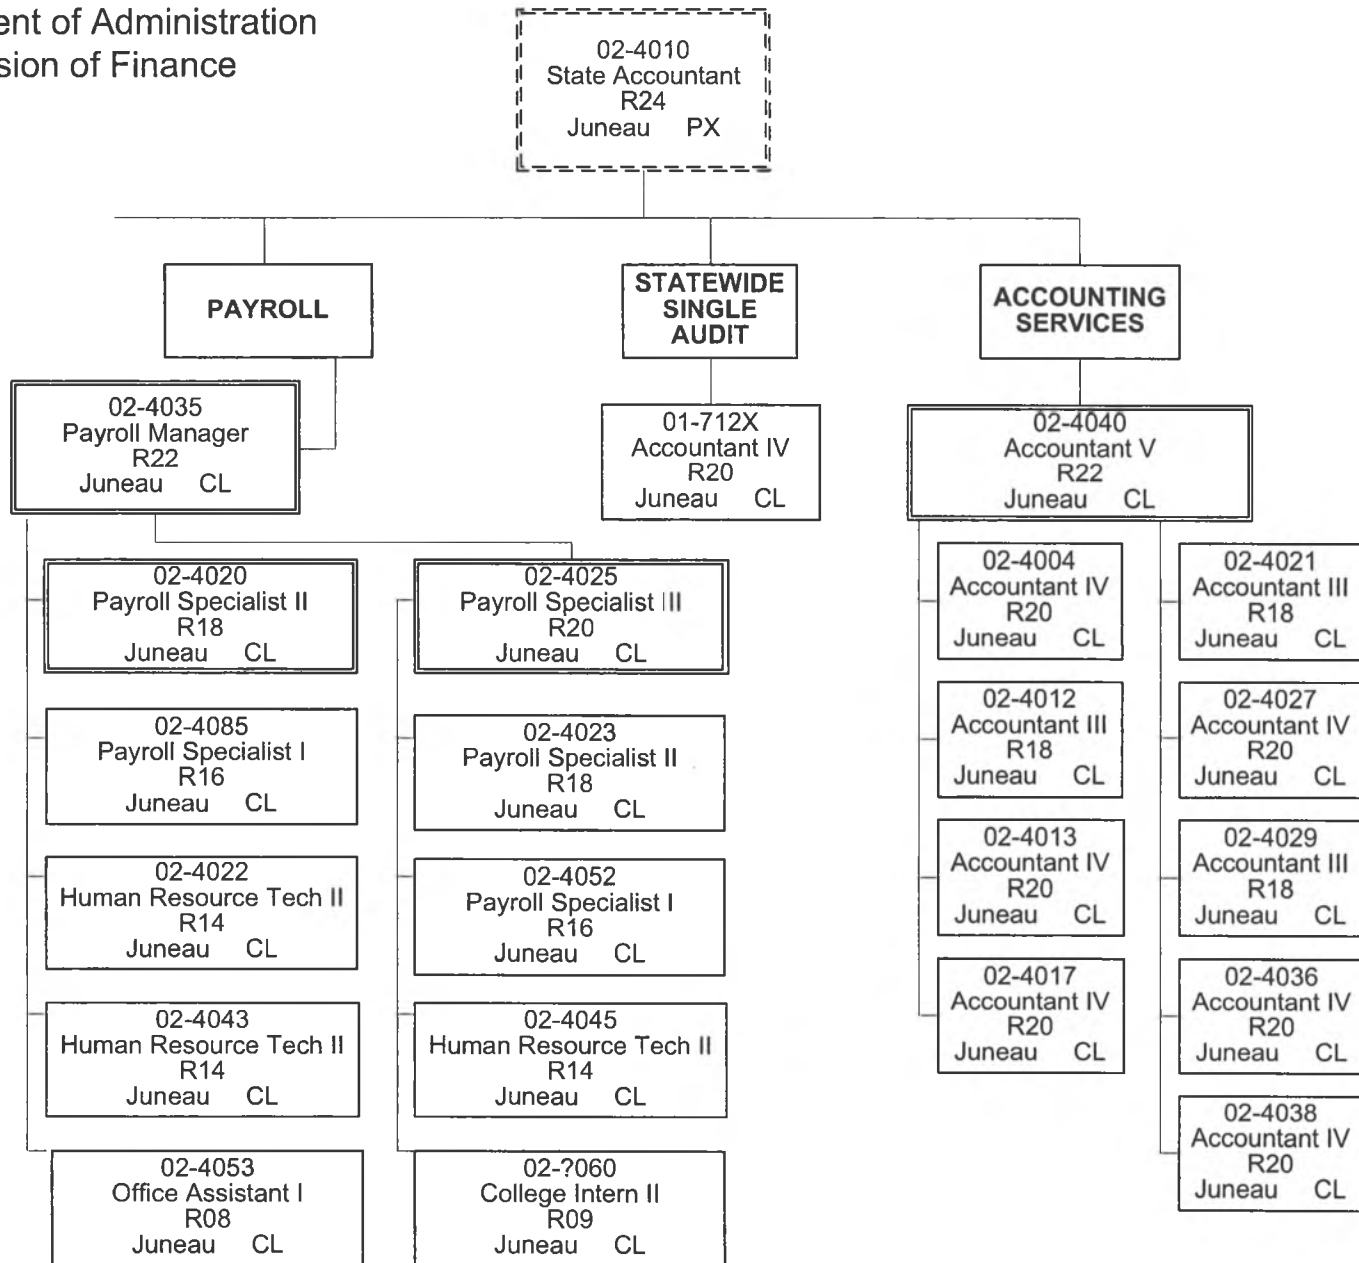 ent of Administration
sion of Finance
02-4010
State Accountant
R24
Juneau PX
PAYROLL
STATEWIDE
SINGLE
AUDIT
ACCOUNTING
SERVICES
02-4035
Payroll Manager
R22
Juneau CL
01-712X
Accountant IV
R20
Juneau CL
02-4040
Accountant V
R22
Juneau CL
02-4020
Payroll Specialist II
R18
Juneau CL
02-4085
Payroll Specialist I
R16
Juneau CL
02-4022
Human Resource Tech II
R14
Juneau CL
02-4043
Human Resource Tech II
R14
Juneau CL
02-4053
Office Assistant I
R08
Juneau CL
02-4025
Payroll Specialist III
R20
Juneau CL
02-4023
Payroll Specialist II
R18
Juneau CL
02-4052
Payroll Specialist I
R16
Juneau CL
02-4045
Human Resource Tech II
R14
Juneau CL
02-?060
College Intern II
R09
Juneau CL
02-4004
Accountant IV
R20
Juneau CL
02-4012
Accountant III
R18
Juneau CL
02-4013
Accountant IV
R20
Juneau CL
02-4017
Accountant IV
R20
Juneau CL
02-4021
Accountant III
R18
Juneau CL
02-4027
Accountant IV
R20
Juneau CL
02-4029
Accountant III
R18
Juneau CL
02-4036
Accountant IV
R20
Juneau CL
02-4038
Accountant IV
R20
Juneau CL